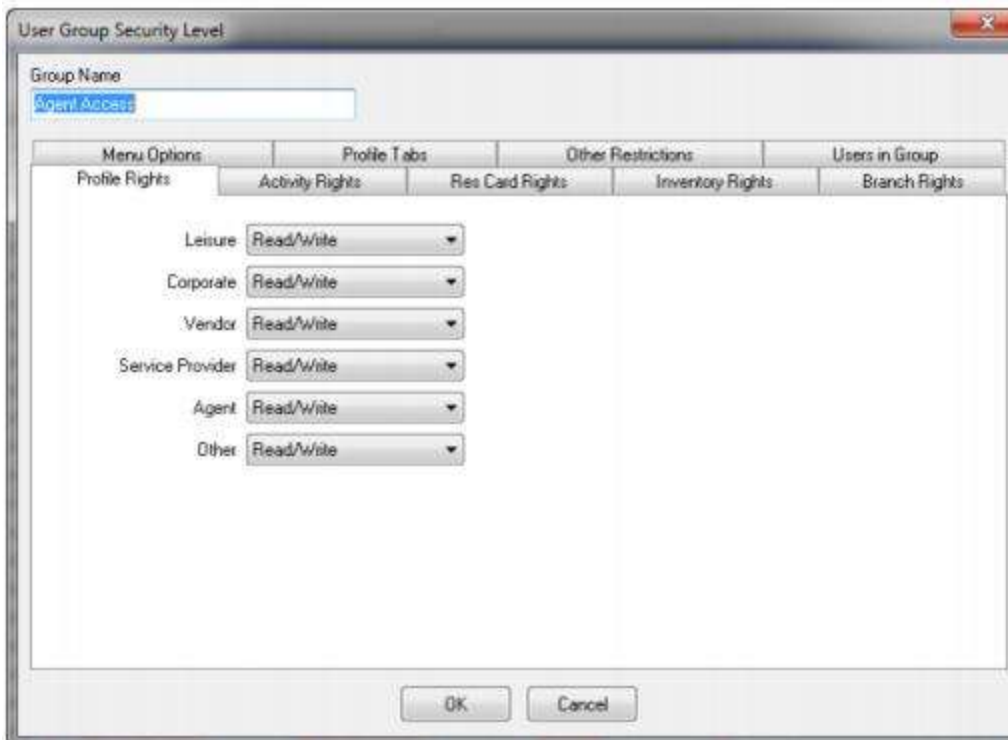 User Group Security Level
Group Name
Agent Access
Menu Options Profile Tabs Other Restrictions Users in Group
Profile Rights Activity Rights Res Card Rights Inventory Rights Branch Rights
Leisure Read/Write
Corporate Read/Write
Vendor Read/Write
Service Provider Read/Write
Agent Read/Write
Other Read/Write
OK Cancel